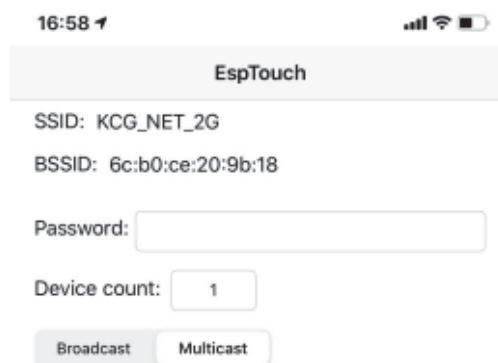 16:58
EspTouch
SSID: KCG_NET_2G
BSSID: 6c:b0:ce:20:9b:18
Password:
Device count: 1
Broadcast Multicast